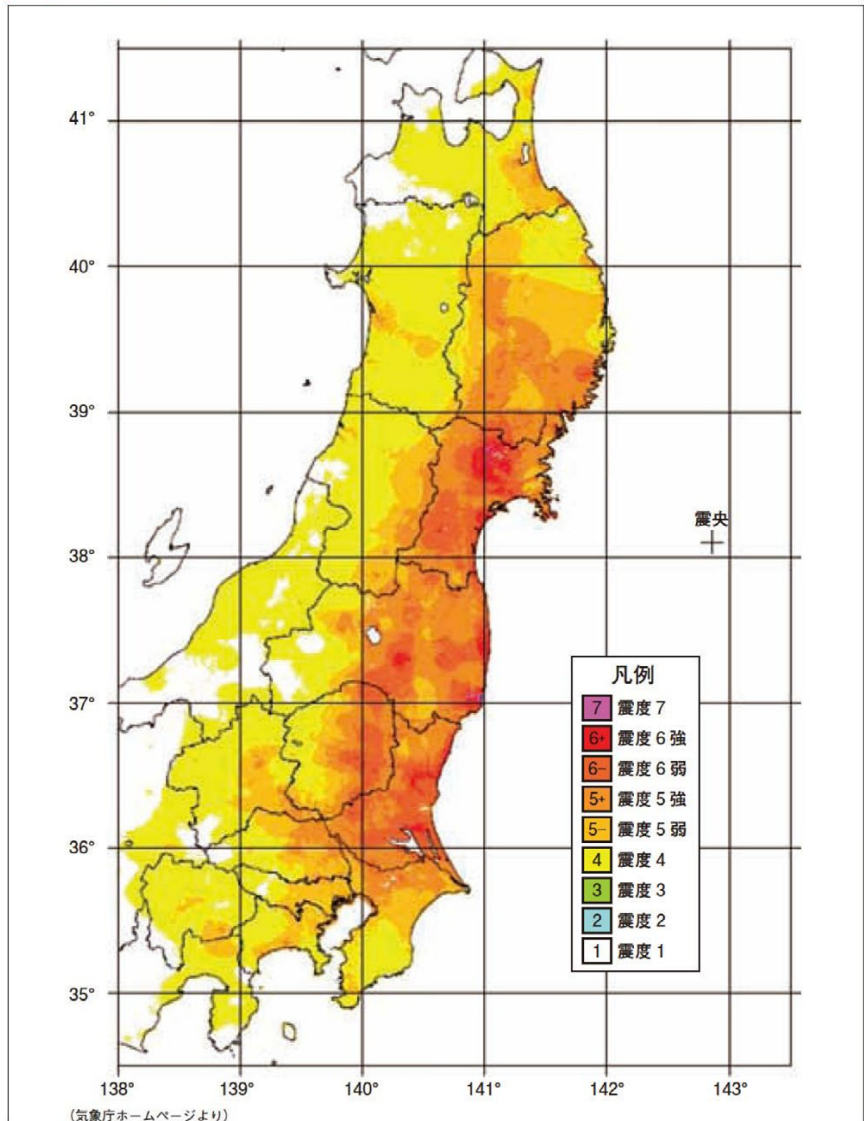 41°
40°
39°
震央
38°
37°
36°
35°
凡例
7 震度 7
6+ 震度 6 強
6- 震度 6 弱
5+ 震度 5 強
5- 震度 5 弱
4 震度 4
3 震度 3
2 震度 2
1 震度 1
138° 139° 140° 141° 142° 143°
(気象庁ホームページより)